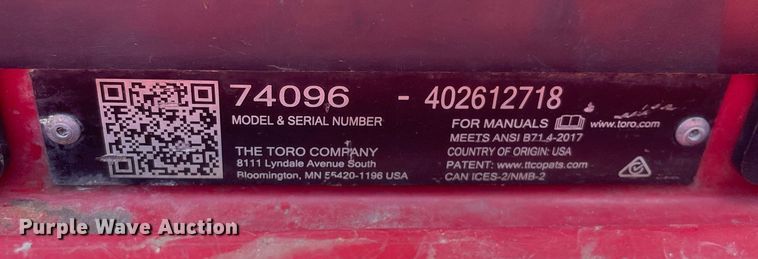 74096 - 402612718
MODEL & SERIAL NUMBER
FOR MANUALS www.toro.com
MEETS ANSI B71.4-2017
THE TORO COMPANY
COUNTRY OF ORIGIN: USA
8111 Lyndale Avenue South
PATENT: www.ttcopats.com
Bloomington, MN 55420-1196 USA
CAN ICES-2/NMB-2
Purple Wave Auction